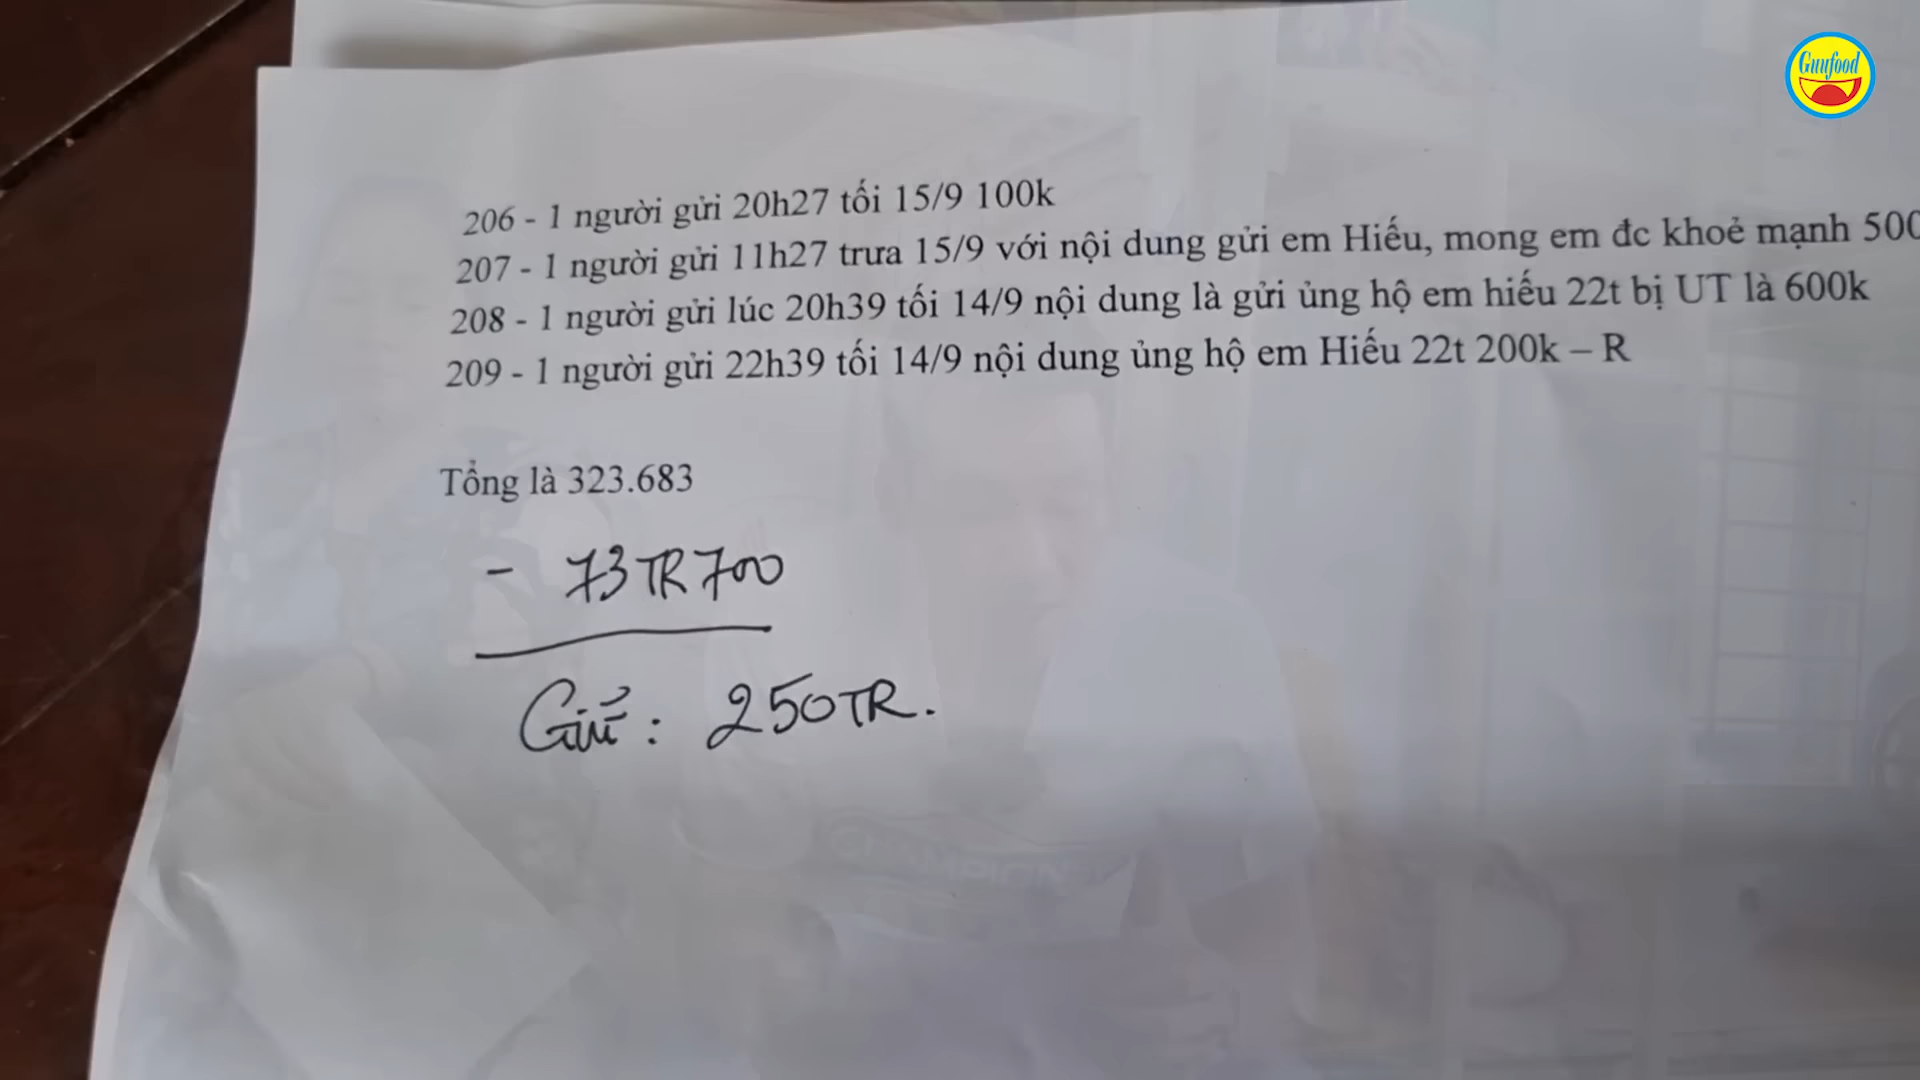 Guufood
206 - 1 người gửi 20h27 tối 15/9 100k
207 - 1 người gửi 11h27 trưa 15/9 với nội dung gửi em Hiếu, mong em đc khoẻ mạnh 500
208 - 1 người gửi lúc 20h39 tối 14/9 nội dung là gửi ủng hộ em hiếu 22t bị UT là 600k
209 - 1 người gửi 22h39 tối 14/9 nội dung ủng hộ em Hiếu 22t 200k – R
Tổng là 323.683
- 73TR700
: 250TR.
CHAMPION